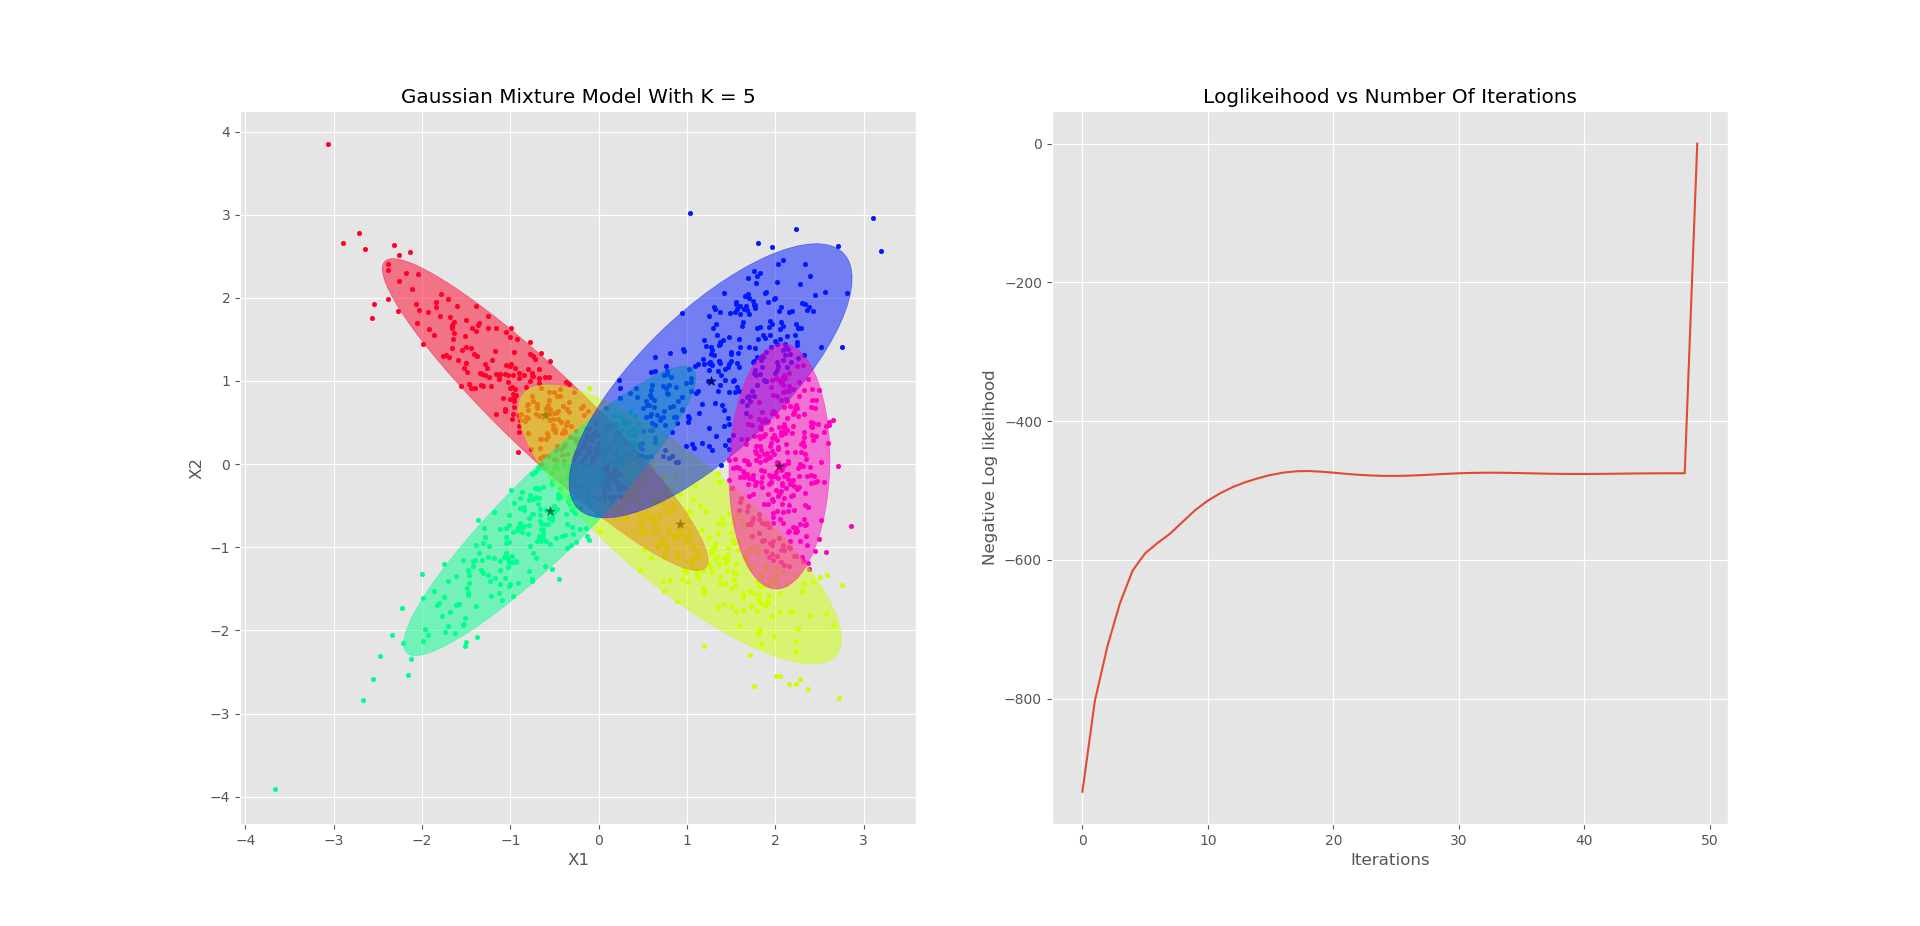 Gaussian Mixture Model With K = 5
4
3
2
1
0
−1
−2
−3
−4
X2
−4 −3 −2 −1 0 1 2 3
X1
Loglikeihood vs Number Of Iterations
0
−200
−400
−600
−800
Negative Log likelihood
0 10 20 30 40 50
Iterations